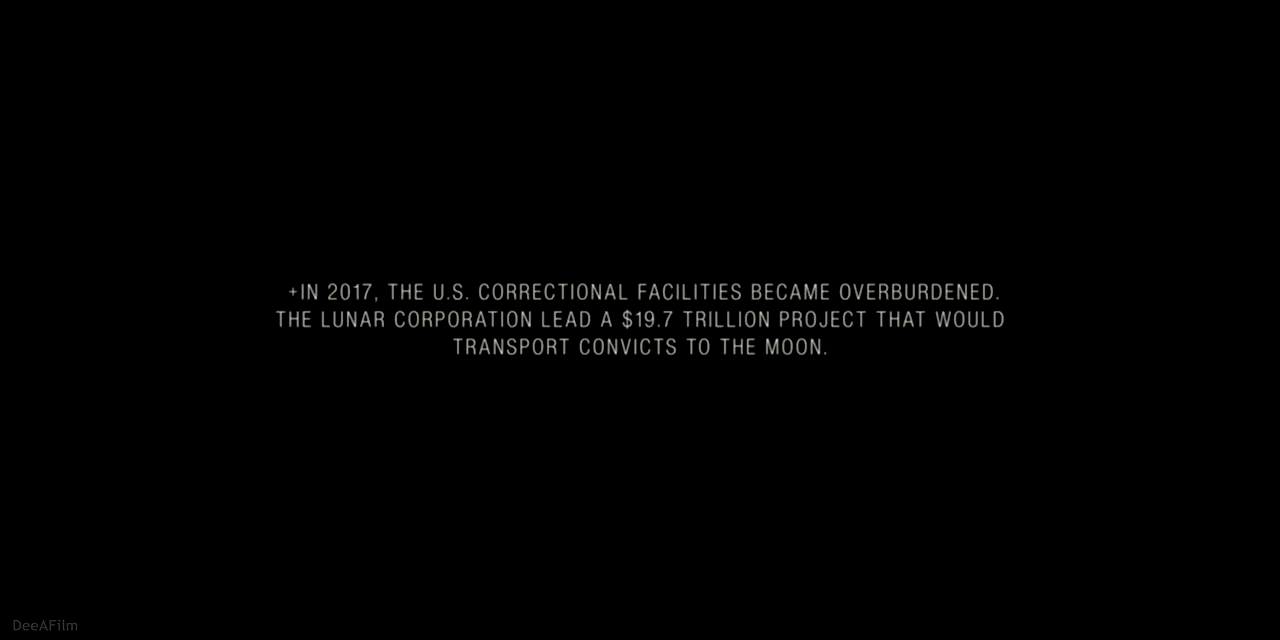 +IN 2017, THE U.S. CORRECTIONAL FACILITIES BECAME OVERBURDENED.
THE LUNAR CORPORATION LEAD A $19.7 TRILLION PROJECT THAT WOULD
TRANSPORT CONVICTS TO THE MOON.
DeeAFilm